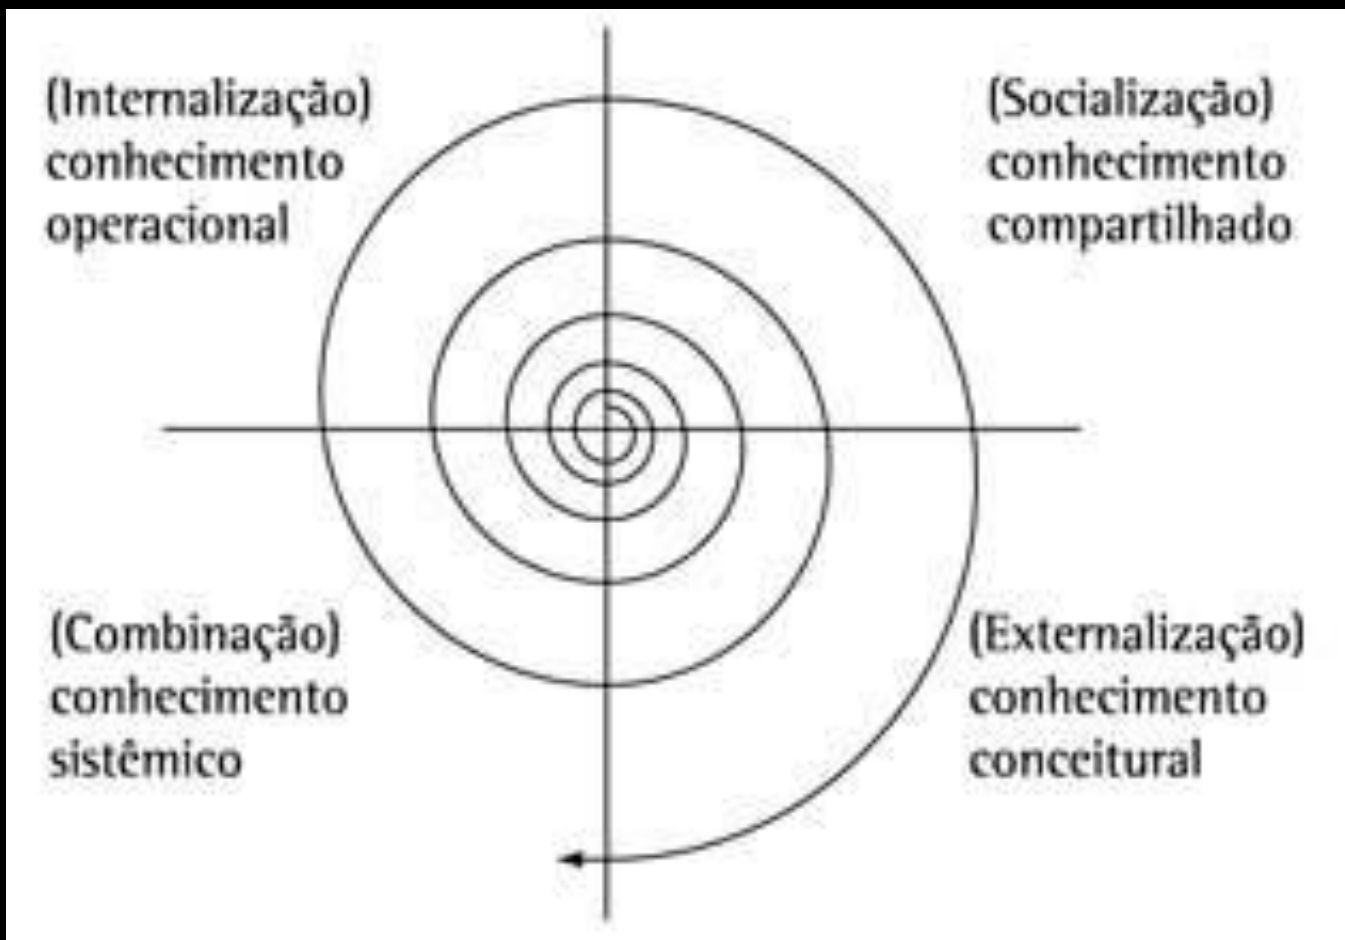 (Internalização)
conhecimento
operacional
(Socialização)
conhecimento
compartilhado
(Combinação)
conhecimento
sistêmico
(Externalização)
conhecimento
conceitural